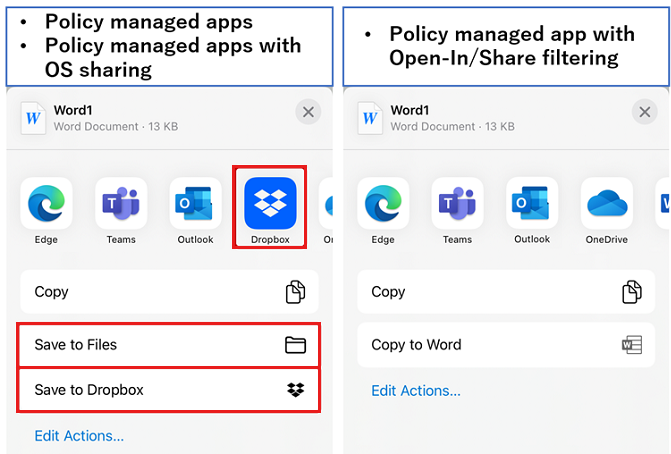 • Policy managed apps
• Policy managed apps with
OS sharing
W
Word1
Word Document · 13 KB
Edge
Teams
Outlook
Dropbox
Copy
Save to Files
Save to Dropbox
Edit Actions...
• Policy managed app with
Open-In/Share filtering
W
Word1
Word Document · 13 KB
Edge
Teams
Outlook
OneDrive
Copy
Copy to Word
Edit Actions...